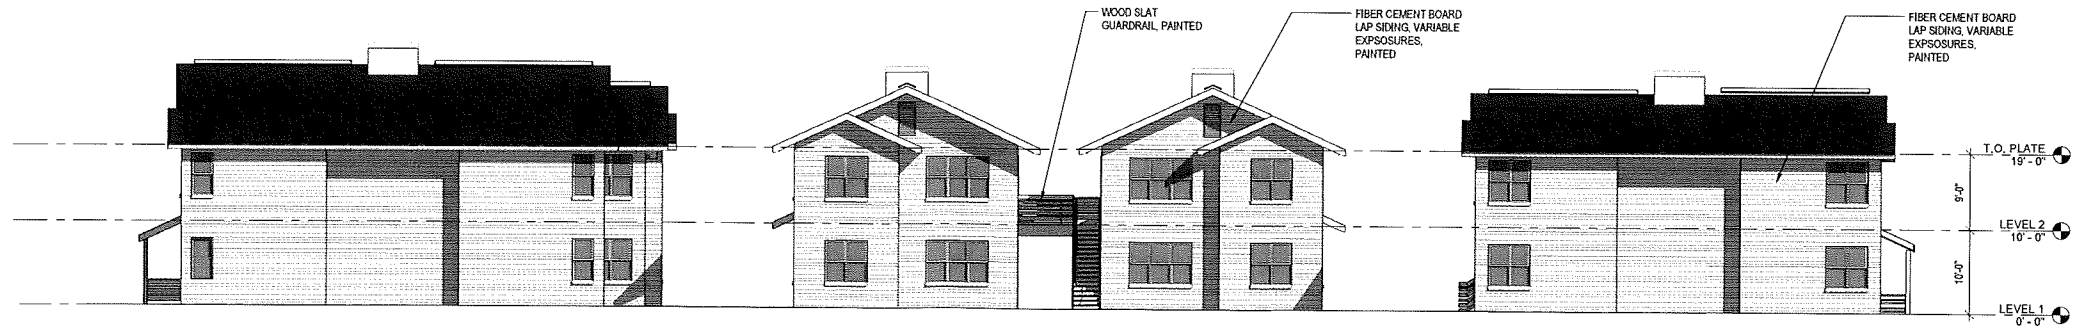 WOOD SLAT
GUARDRAIL, PAINTED
FIBER CEMENT BOARD
LAP SIDING, VARIABLE
EXPSOSURES,
PAINTED
FIBER CEMENT BOARD
LAP SIDING, VARIABLE
EXPSOSURES,
PAINTED
T.O. PLATE
19' - 0"
9'-0"
LEVEL 2
10' - 0"
10'-0"
LEVEL 1
0' - 0"